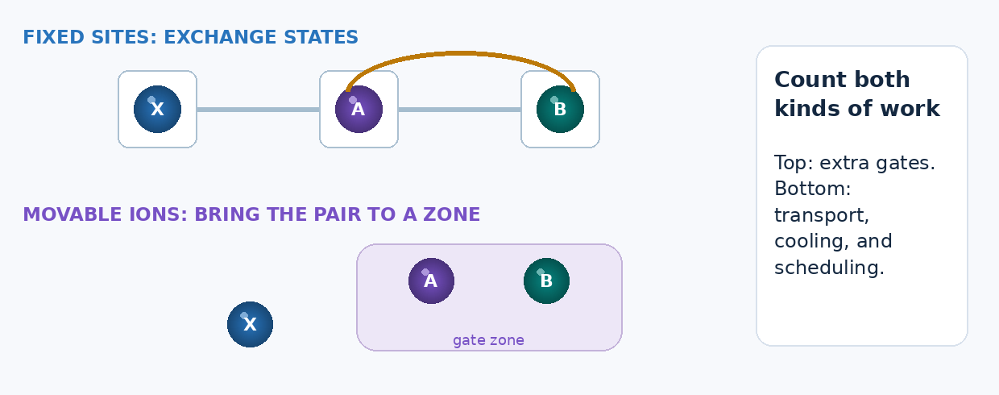 FIXED SITES: EXCHANGE STATES
X
A
B
MOVABLE IONS: BRING THE PAIR TO A ZONE
A
B
X
gate zone
Count both
kinds of work
Top: extra gates.
Bottom:
transport,
cooling, and
scheduling.